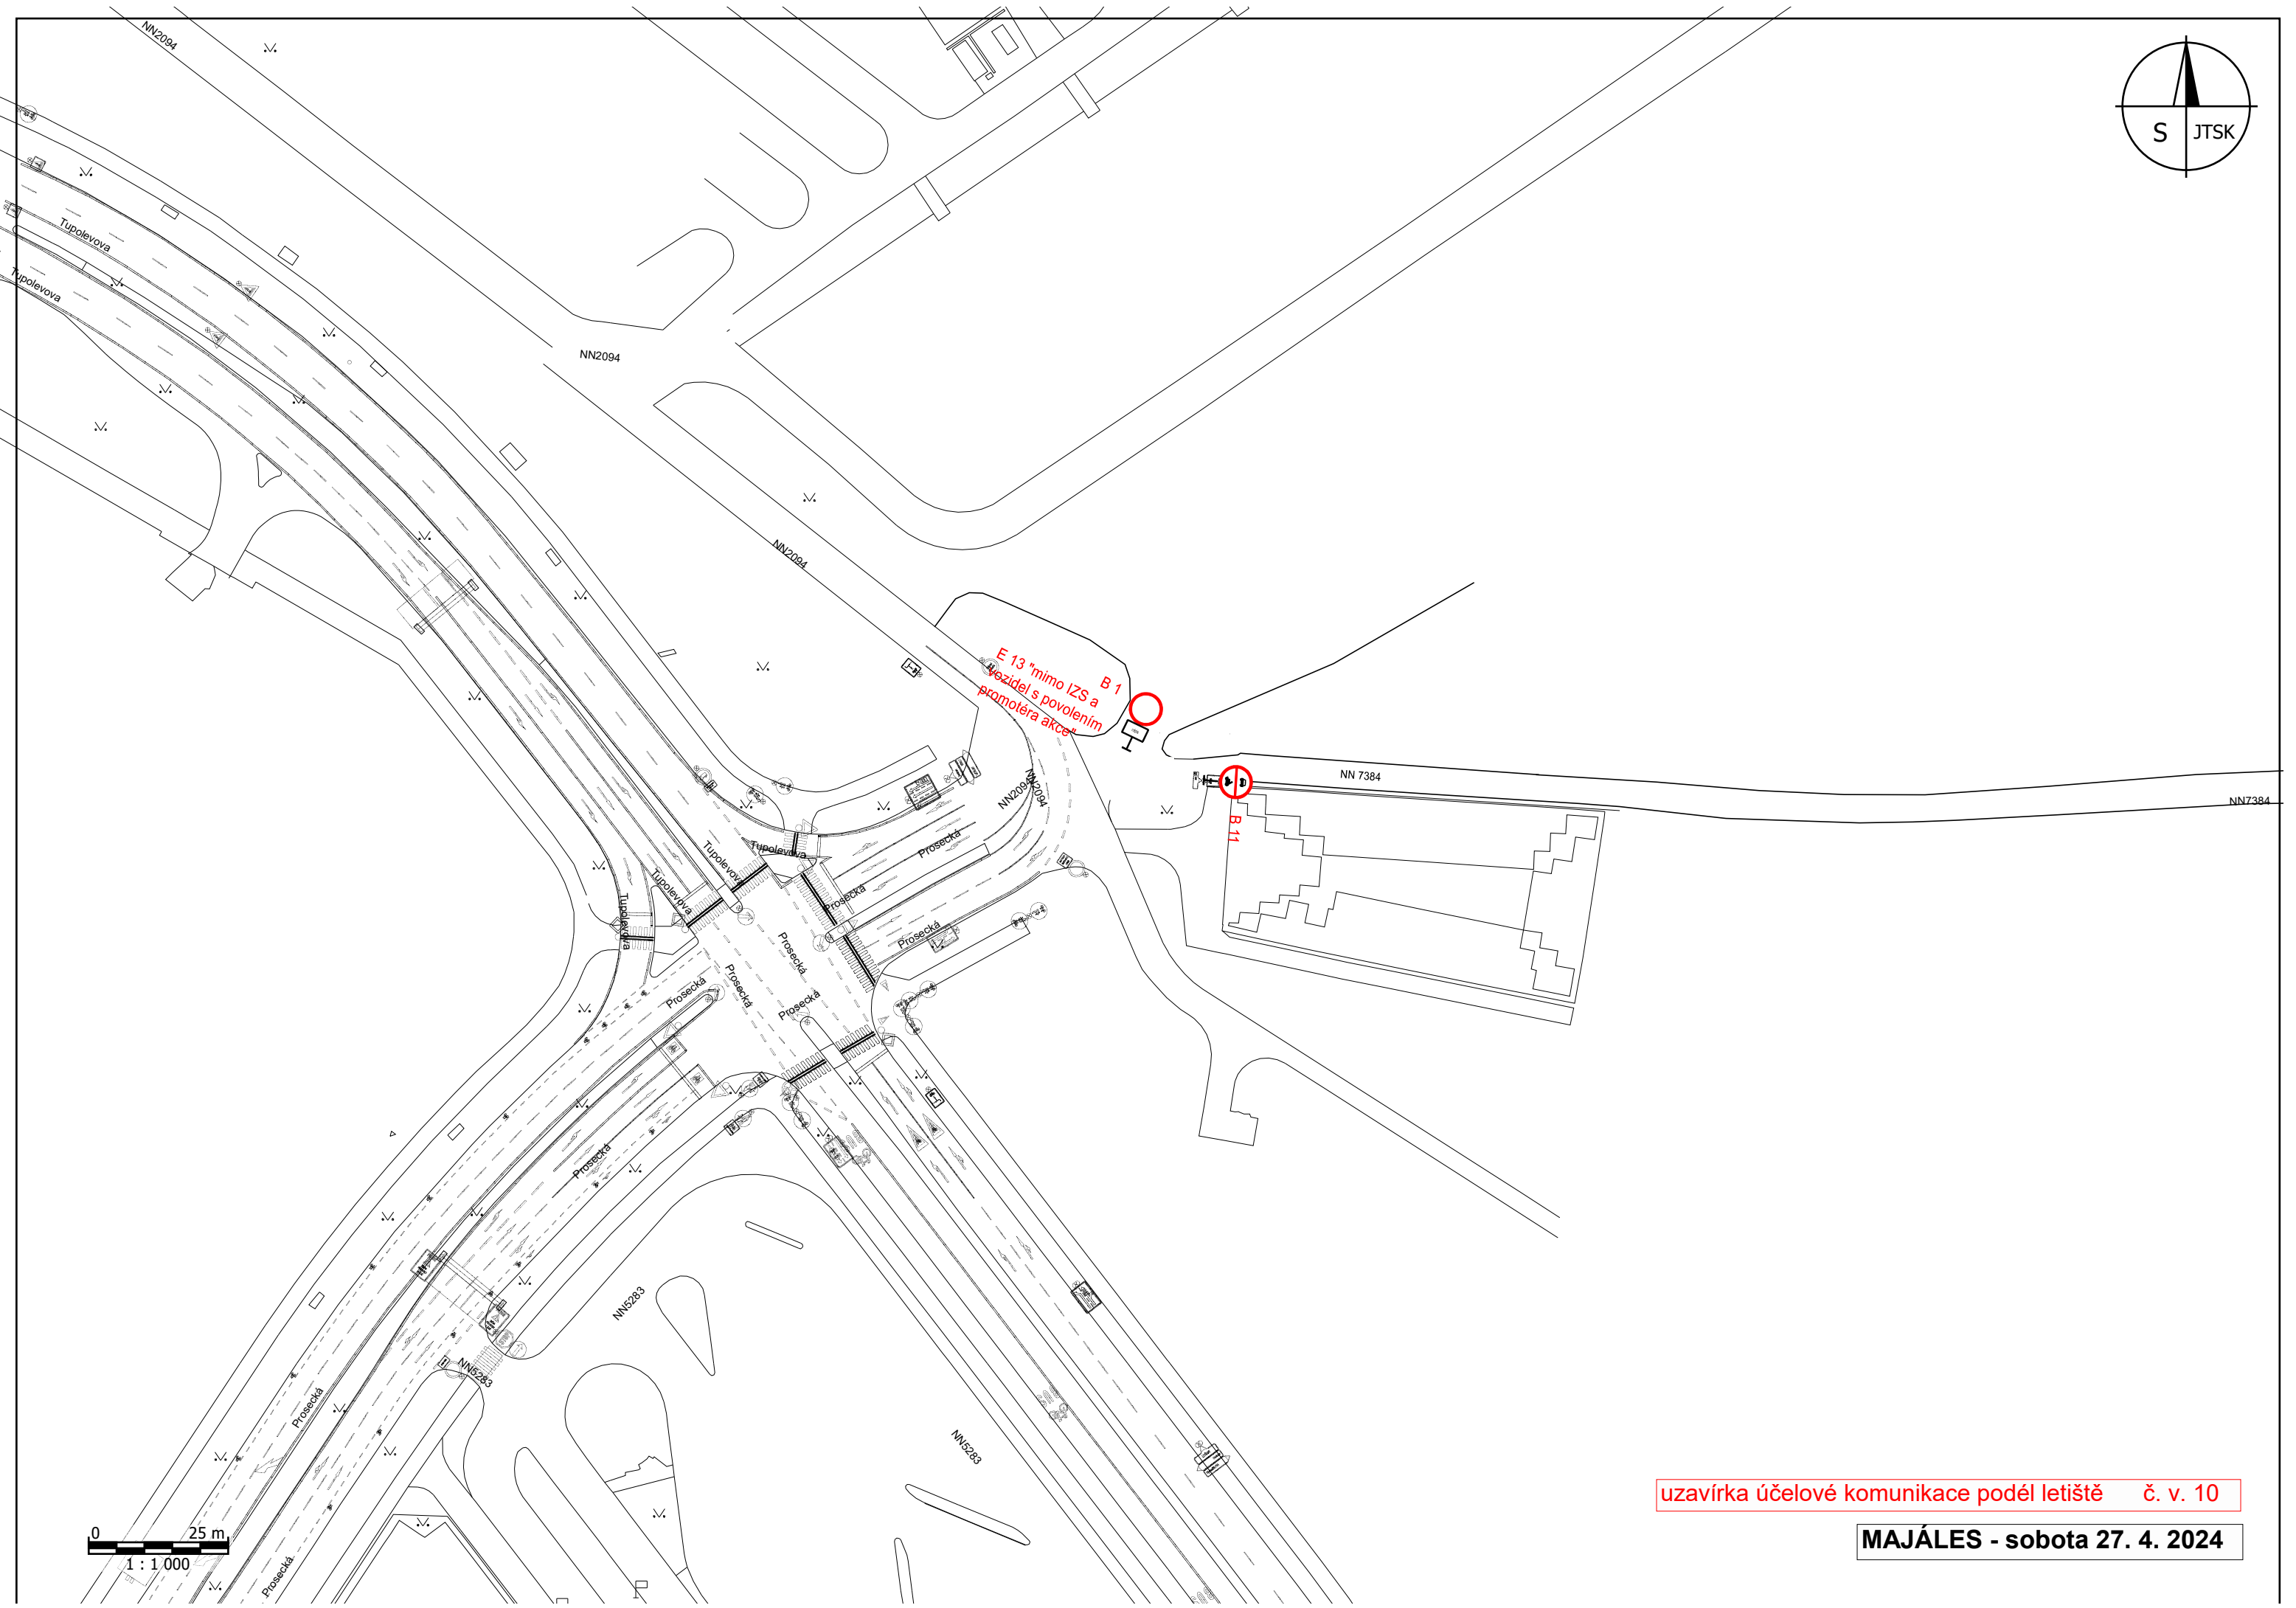 NN2094
S
JTSK
Tupolevova
Tupolevova
NN2094
NN2094
E 13 "mimo IZS a
vozidel s povolením
promotéra akce"
B 1
NN 7384
NN7384
B 11
NN2094
NN2094
Prosecká
Tupolevova
Tupolevova
Tupolevova
Tupolevova
Prosecká
Prosecká
Prosecká
Prosecká
Prosecká
Prosecká
Prosecká
NN5283
NN5283
Prosecká
NN5283
Prosecká
uzavírka účelové komunikace podél letiště č. v. 10
MAJÁLES - sobota 27. 4. 2024
0 25 m
1 : 1 000